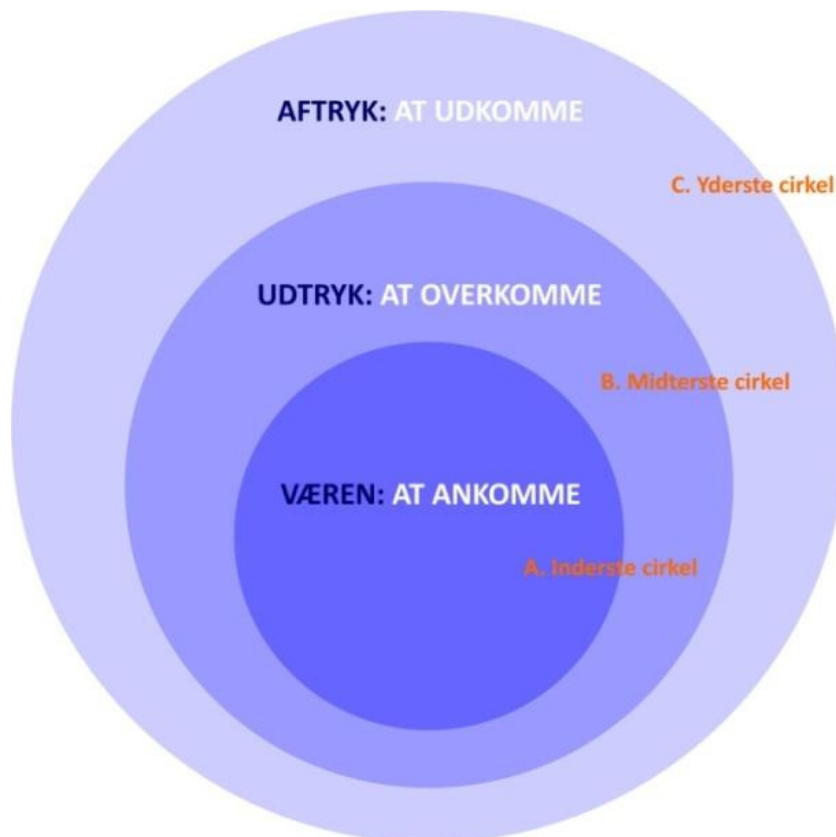 AFTRYK: AT UDKOMME
C. Yderste cirkel
UDTRYK: AT OVERKOMME
B. Midterste cirkel
VÆREN: AT ANKOMME
A. Inderste cirkel